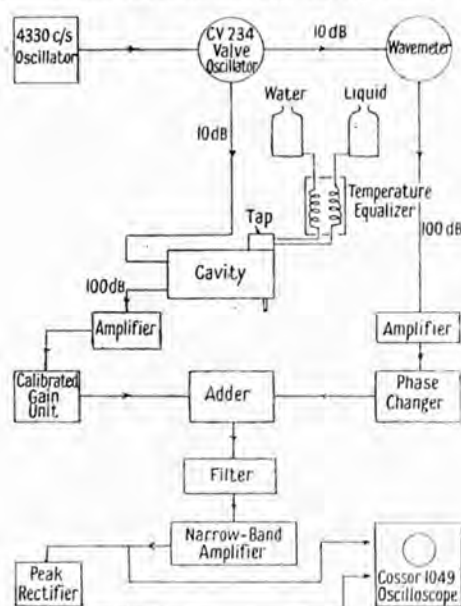 4330 c/s
Oscillator
CV 234
Valve
Oscillator
10 dB
Wavemeter
10 dB
Water
Liquid
Temperature
Equalizer
100 dB
Tap
Cavity
100 dB
Amplifier
Amplifier
Calibrated
Gain
Unit.
Adder
Phase
Changer
Filter
Narrow-Band
Amplifier
Peak
Rectifier
Cossor 1049
Oscilloscope